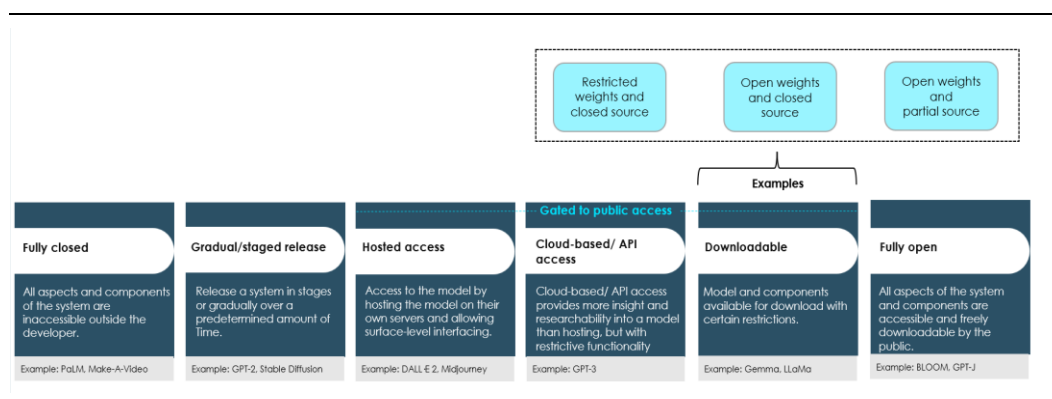 Restricted
weights and
closed source
Open weights
and closed
source
Open weights
and
partial source
Examples
Gated to public access
Fully closed
All aspects and components
of the system are
inaccessible outside the
developer.
Example: PaLM, Make-A-Video
Gradual/staged release
Release a system in stages
or gradually over a
predetermined amount of
Time.
Example: GPT-2, Stable Diffusion
Hosted access
Access to the model by
hosting the model on their
own servers and allowing
surface-level interfacing.
Example: DALL·E 2, Midjourney
Cloud-based/ API
access
Cloud-based/ API access
provides more insight and
researchability into a model
than hosting, but with
restrictive functionality
Example: GPT-3
Downloadable
Model and components
available for download with
certain restrictions.
Example: Gemma, LLaMa
Fully open
All aspects of the system
and components are
accessible and freely
downloadable by the
public.
Example: BLOOM, GPT-J